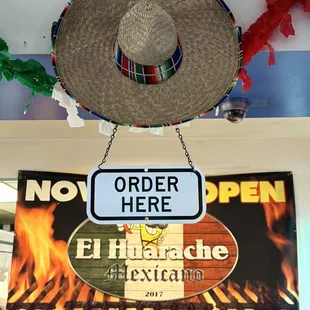 ORDER
HERE
NOW OPEN
El Huarache
Mexicano
2017